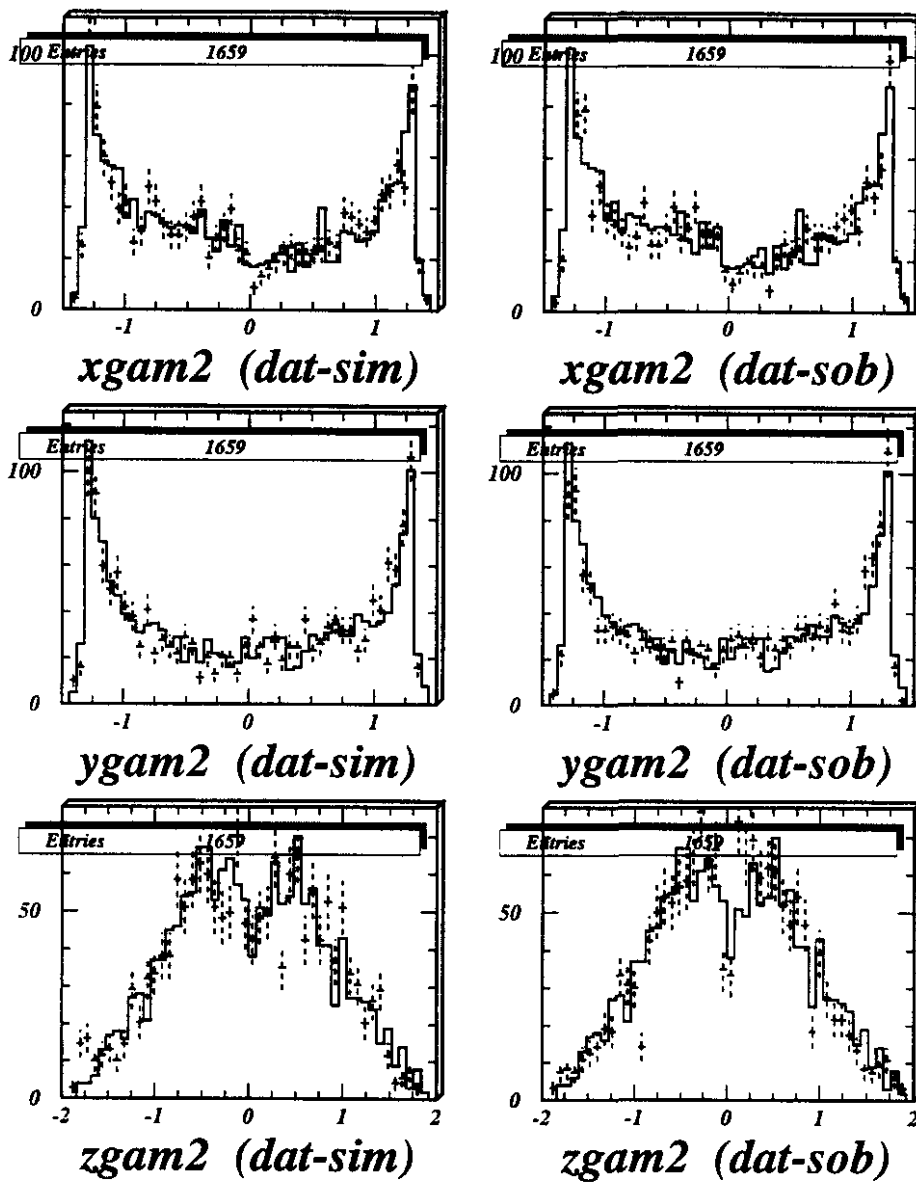 100 Entries 1659
0
-1 0 1
xgam2 (dat-sim)
100 Entries 1659
0
-1 0 1
xgam2 (dat-sob)
Entries 1659
100
0
-1 0 1
ygam2 (dat-sim)
Entries 1659
100
0
-1 0 1
ygam2 (dat-sob)
Entries 1659
50
0
-2 -1 0 1 2
zgam2 (dat-sim)
Entries 1659
50
0
-2 -1 0 1 2
zgam2 (dat-sob)